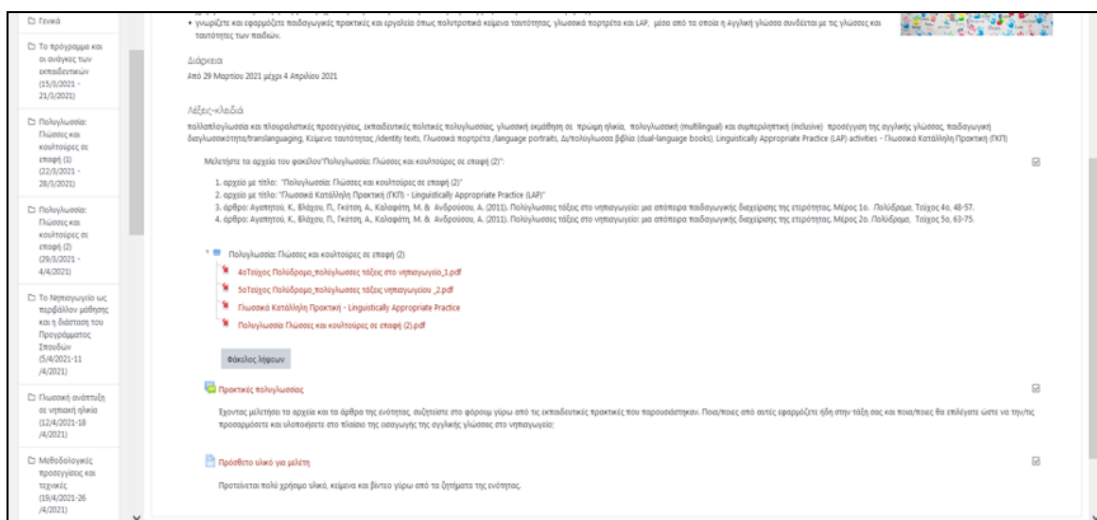 Γενικά
Το πρόγραμμα και
οι ανάγκες των
εκπαιδευτικών
(15/3/2021 -
21/3/2021)
Πολυγλωσσία:
Γλώσσες και
κουλτούρες σε
επαφή (1)
(22/3/2021 -
28/3/2021)
Πολυγλωσσία:
Γλώσσες και
κουλτούρες σε
επαφή (2)
(29/3/2021 -
4/4/2021)
Το Νηπιαγωγείο ως
περιβάλλον μάθησης
και η διάσταση του
Προγράμματος
Σπουδών
(5/4/2021-11
/4/2021)
Γλωσσική ανάπτυξη
σε νηπιακή ηλικία
(12/4/2021-18
/4/2021)
Μεθοδολογικές
προσεγγίσεις και
τεχνικές
(19/4/2021-26
/4/2021)
• γνωρίζετε και εφαρμόζετε παιδαγωγικές πρακτικές και εργαλεία όπως πολυτροπικά κείμενα ταυτότητας, γλωσσικά πορτρέτα και LAP, μέσα από τα οποία η Αγγλική γλώσσα συνδέεται με τις γλώσσες και
ταυτότητες των παιδιών.
Διάρκεια
Από 29 Μαρτίου 2021 μέχρι 4 Απριλίου 2021
Λέξεις-κλειδιά
πολλαπλογλωσσία και πλουραλιστικές προσεγγίσεις, εκπαιδευτικές πολιτικές πολυγλωσσίας, γλωσσική εκμάθηση σε πρώιμη ηλικία, πολυγλωσσική (multilingual) και συμπεριληπτική (inclusive) προσέγγιση της αγγλικής γλώσσας, παιδαγωγική
διαγλωσσικότητα/translanguaging, Κείμενα ταυτότητας /identity texts, Γλωσσικά πορτρέτα /language portraits, Δι/πολύγλωσσα βιβλία (dual-language books), Linguistically Appropriate Practice (LAP) activities - Γλωσσικά Κατάλληλη Πρακτική (ΓΚΠ)
Μελετήστε τα αρχεία του φακέλου"Πολυγλωσσία: Γλώσσες και κουλτούρες σε επαφή (2)":
1. αρχείο με τίτλο: "Πολυγλωσσία: Γλώσσες και κουλτούρες σε επαφή (2)"
2. αρχείο με τίτλο: "Γλωσσικά Κατάλληλη Πρακτική (ΓΚΠ) - Linguistically Appropriate Practice (LAP)"
3. άρθρο: Αγαπητού, Κ, Βλάχου, Π., Γκέτση, Α., Καλαφάτη, Μ. & Ανδρούσου, Α. (2011). Πολύγλωσσες τάξεις στο νηπιαγωγείο: μια απόπειρα παιδαγωγικής διαχείρισης της ετερότητας. Μέρος 1ο. Πολύδρομο, Τεύχος 4ο, 48-57.
4. άρθρο: Αγαπητού, Κ, Βλάχου, Π., Γκέτση, Α., Καλαφάτη, Μ. & Ανδρούσου, Α. (2011). Πολύγλωσσες τάξεις στο νηπιαγωγείο: μια απόπειρα παιδαγωγικής διαχείρισης της ετερότητας. Μέρος 2ο. Πολύδρομο, Τεύχος 5ο, 63-75.
Πολυγλωσσία: Γλώσσες και κουλτούρες σε επαφή (2)
4οΤεύχος Πολύδρομο_πολύγλωσσες τάξεις στο νηπιαγωγείο_1.pdf
5οΤεύχος Πολύδρομο_πολύγλωσσες τάξεις νηπιαγωγείου _2.pdf
Γλωσσικά Κατάλληλη Πρακτική - Linguistically Appropriate Practice
Πολυγλωσσία Γλώσσες και κουλτούρες σε επαφή (2).pdf
Φάκελος λήψεων
Πρακτικές πολυγλωσσίας
Έχοντας μελετήσει τα αρχεία και τα άρθρα της ενότητας, συζητείστε στο φόρουμ γύρω από τις εκπαιδευτικές πρακτικές που παρουσιάστηκαν. Ποια/ποιες από αυτές εφαρμόζετε ήδη στην τάξη σας και ποια/ποιες θα επιλέγατε ώστε να την/τις
προσαρμόσετε και υλοποιήσετε στο πλαίσιο της εισαγωγής της αγγλικής γλώσσας στο νηπιαγωγείο;
Πρόσθετο υλικό για μελέτη
Προτείνεται πολύ χρήσιμο υλικό, κείμενα και βίντεο γύρω από τα ζητήματα της ενότητας.